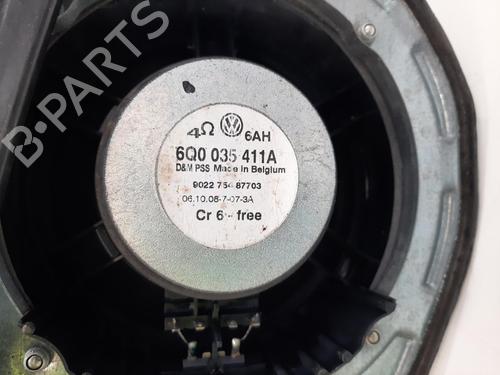 B-PARTS
4Ω 6AH
6Q0 035 411A
D&M PSS Made in Belgium
9022 754 87703
06.10.08-7-07-3A
Cr 6 - free